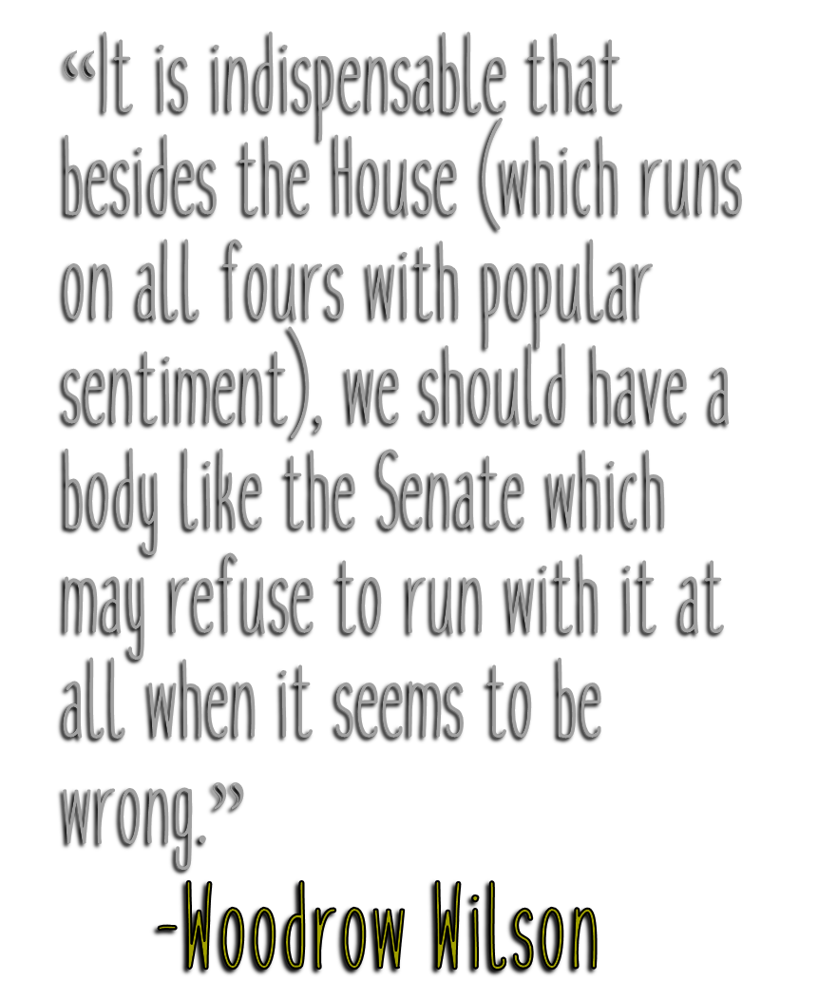 “It is indispensable that
besides the House (which runs
on all fours with popular
sentiment), we should have a
body like the Senate which
may refuse to run with it at
all when it seems to be
wrong.”
-Woodrow Wilson